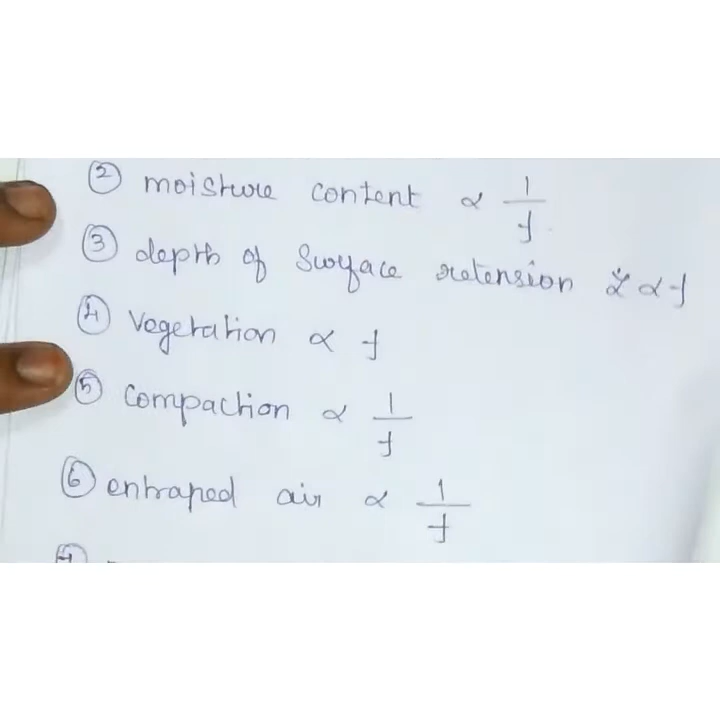 ② moisture content ∝ 1/f
③ depth of Surface retension ∝ f
④ Vegetation ∝ f
⑤ compaction ∝ 1/f
⑥ entraped air ∝ 1/f